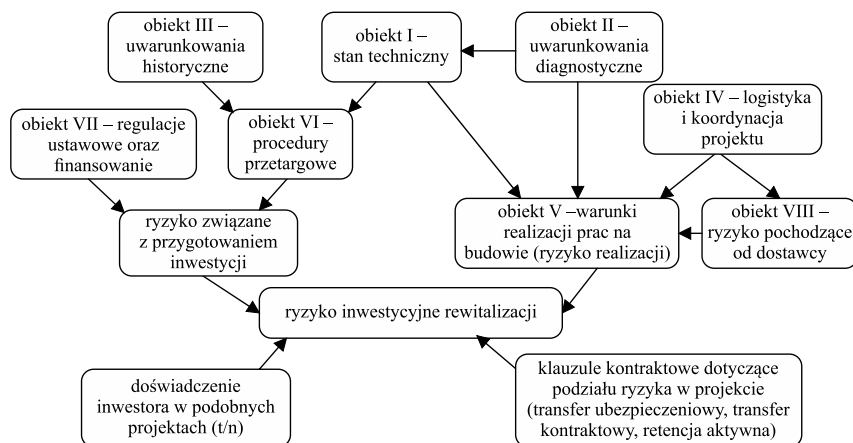 obiekt III –
uwarunkowania
historyczne
obiekt I –
stan techniczny
obiekt II –
uwarunkowania
diagnostyczne
obiekt IV – logistyka
i koordynacja
projektu
obiekt VII – regulacje
ustawowe oraz
finansowanie
obiekt VI –
procedury
przetargowe
ryzyko związane
z przygotowaniem
inwestycji
obiekt V –warunki
realizacji prac na
budowie (ryzyko realizacji)
obiekt VIII –
ryzyko pochodzące
od dostawcy
ryzyko inwestycyjne rewitalizacji
doświadczenie
inwestora w podobnych
projektach (t/n)
klauzule kontraktowe dotyczące
podziału ryzyka w projekcie
(transfer ubezpieczeniowy, transfer
kontraktowy, retencja aktywna)